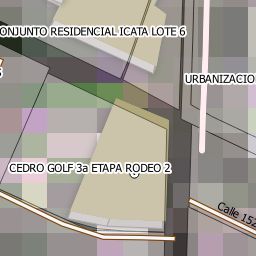 ONJUNTO RESIDENCIAL ICATA LOTE 6
URBANIZACIO
CEDRO GOLF 3a ETAPA RODEO 2
Calle 152